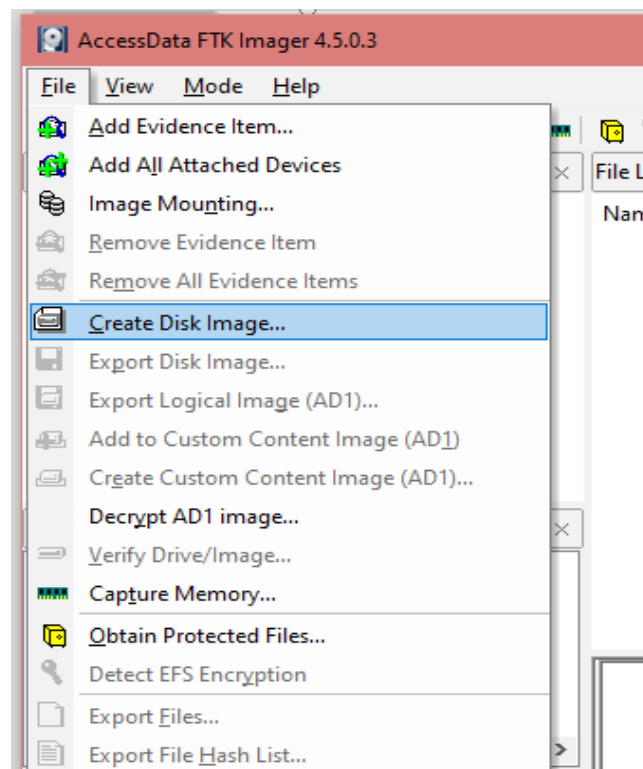 AccessData FTK Imager 4.5.0.3
File View Mode Help
Add Evidence Item...
Add All Attached Devices
File L
Image Mounting...
Nam
Remove Evidence Item
Remove All Evidence Items
Create Disk Image...
Export Disk Image...
Export Logical Image (AD1)...
Add to Custom Content Image (AD1)
Create Custom Content Image (AD1)...
Decrypt AD1 image...
Verify Drive/Image...
Capture Memory...
Obtain Protected Files...
Detect EFS Encryption
Export Files...
Export File Hash List...